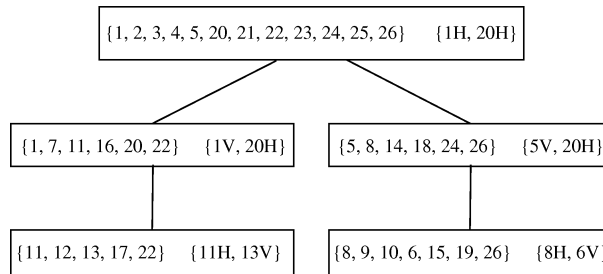 {1, 2, 3, 4, 5, 20, 21, 22, 23, 24, 25, 26} {1H, 20H}
{1, 7, 11, 16, 20, 22} {1V, 20H}
{5, 8, 14, 18, 24, 26} {5V, 20H}
{11, 12, 13, 17, 22} {11H, 13V}
{8, 9, 10, 6, 15, 19, 26} {8H, 6V}